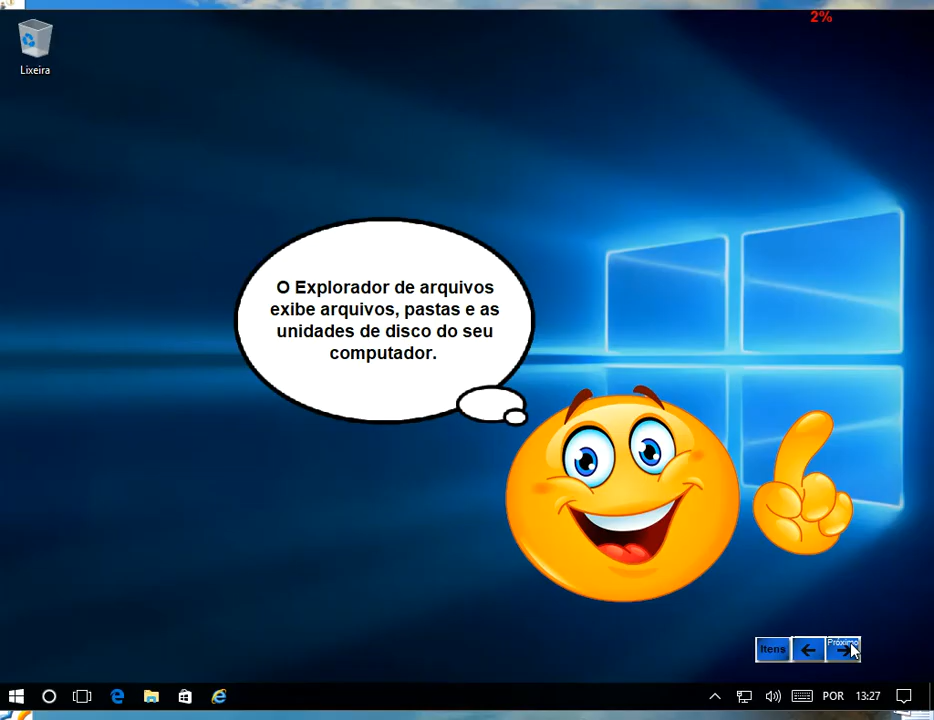 2%
Lixeira
O Explorador de arquivos
exibe arquivos, pastas e as
unidades de disco do seu
computador.
Próximo
Itens
POR
13:27